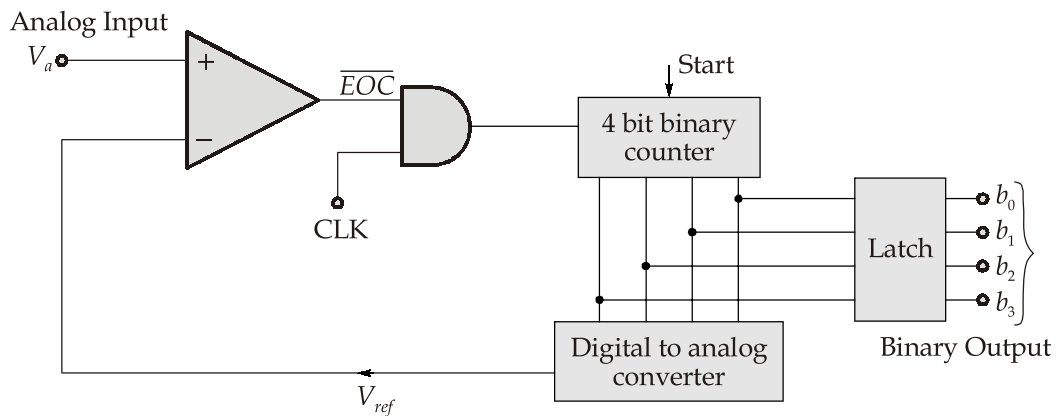 Analog Input
V_a
+
−
\overline{EOC}
CLK
Start
4 bit binary
counter
Latch
b_0
b_1
b_2
b_3
Binary Output
Digital to analog
converter
V_ref